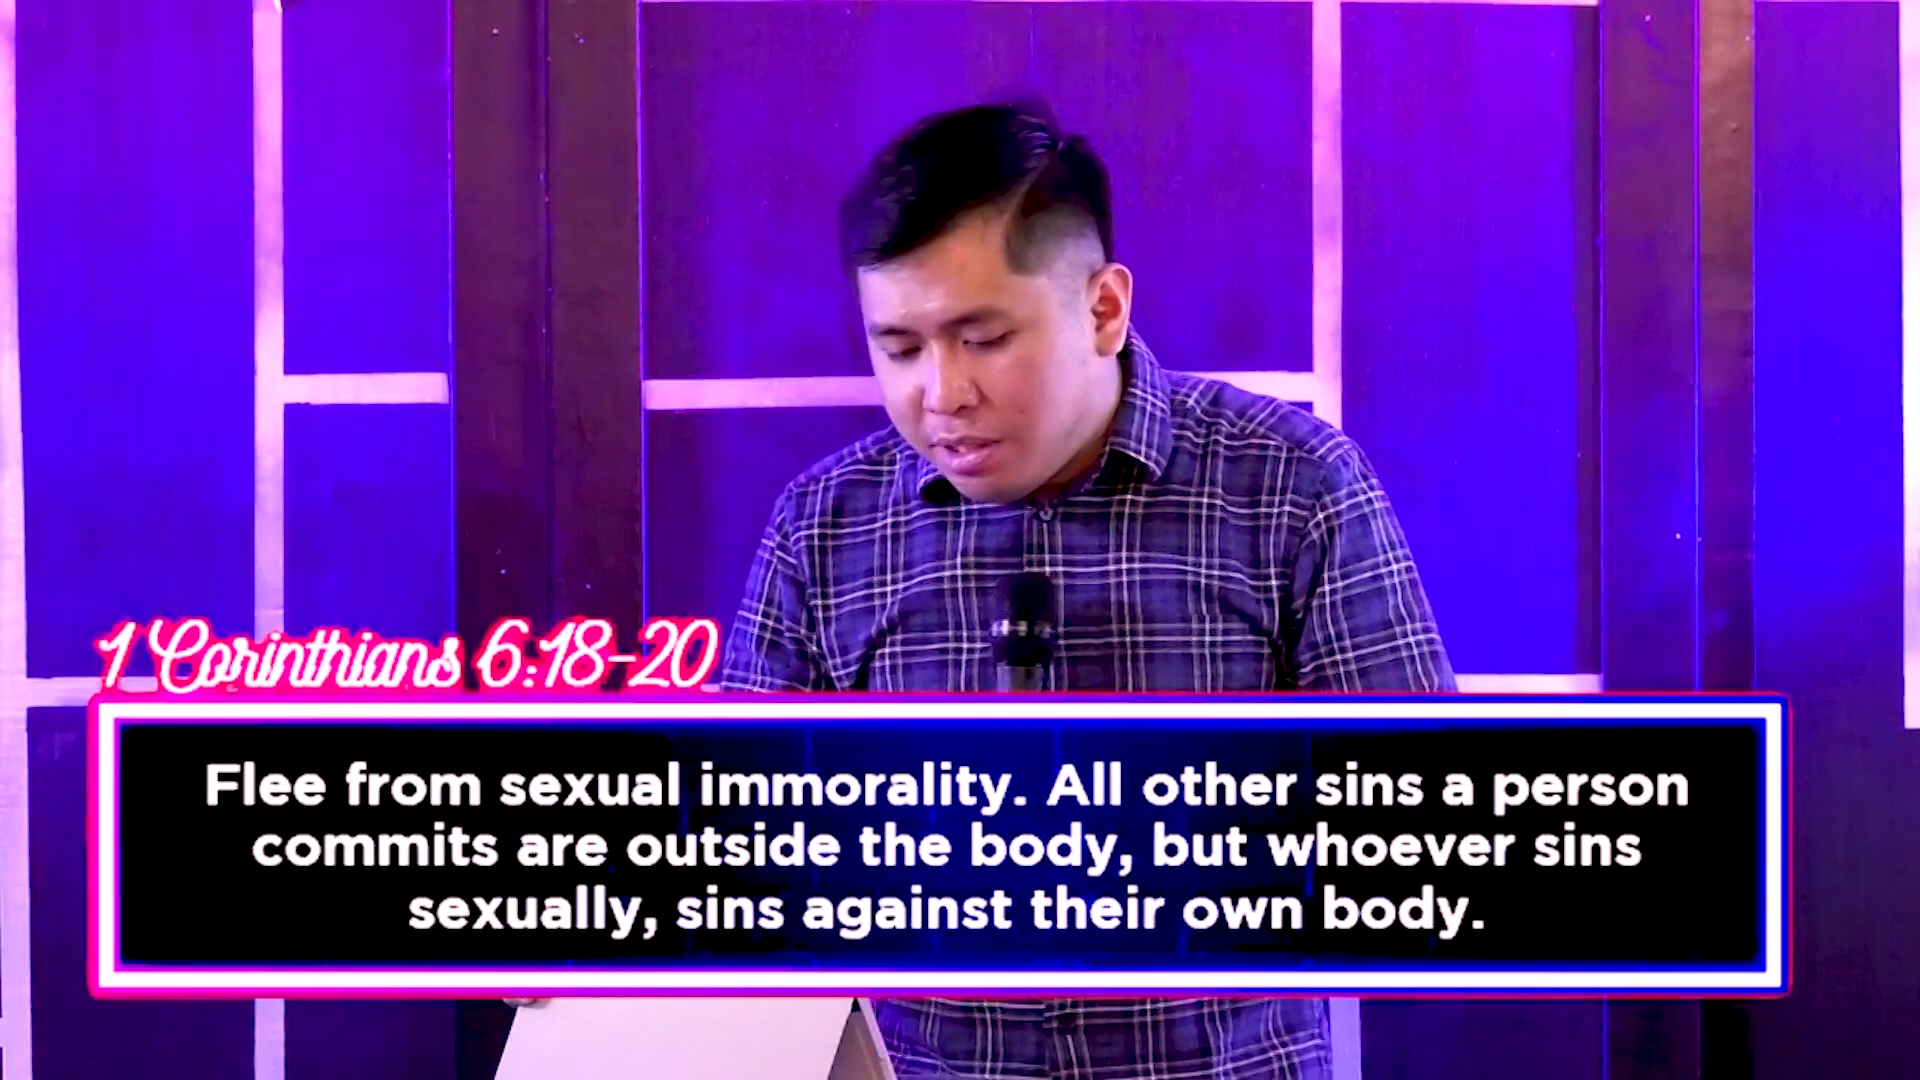 1 Corinthians 6:18-20
Flee from sexual immorality. All other sins a person
commits are outside the body, but whoever sins
sexually, sins against their own body.